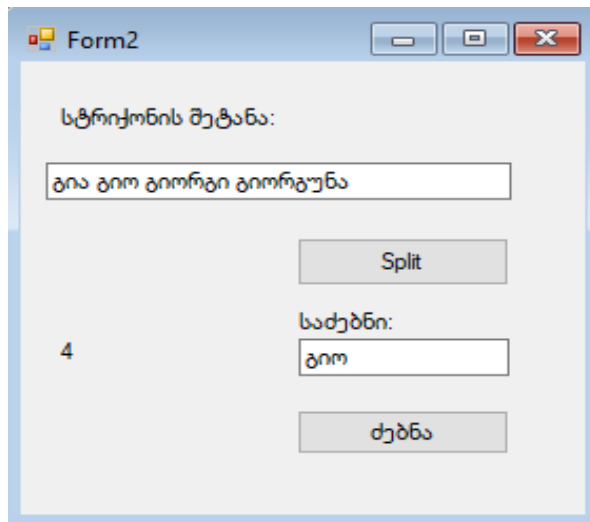 Form2
სტრიქონის შეტანა:
გია გიო გიორგი გიორგუნა
Split
საძებნი:
4
გიო
ძებნა